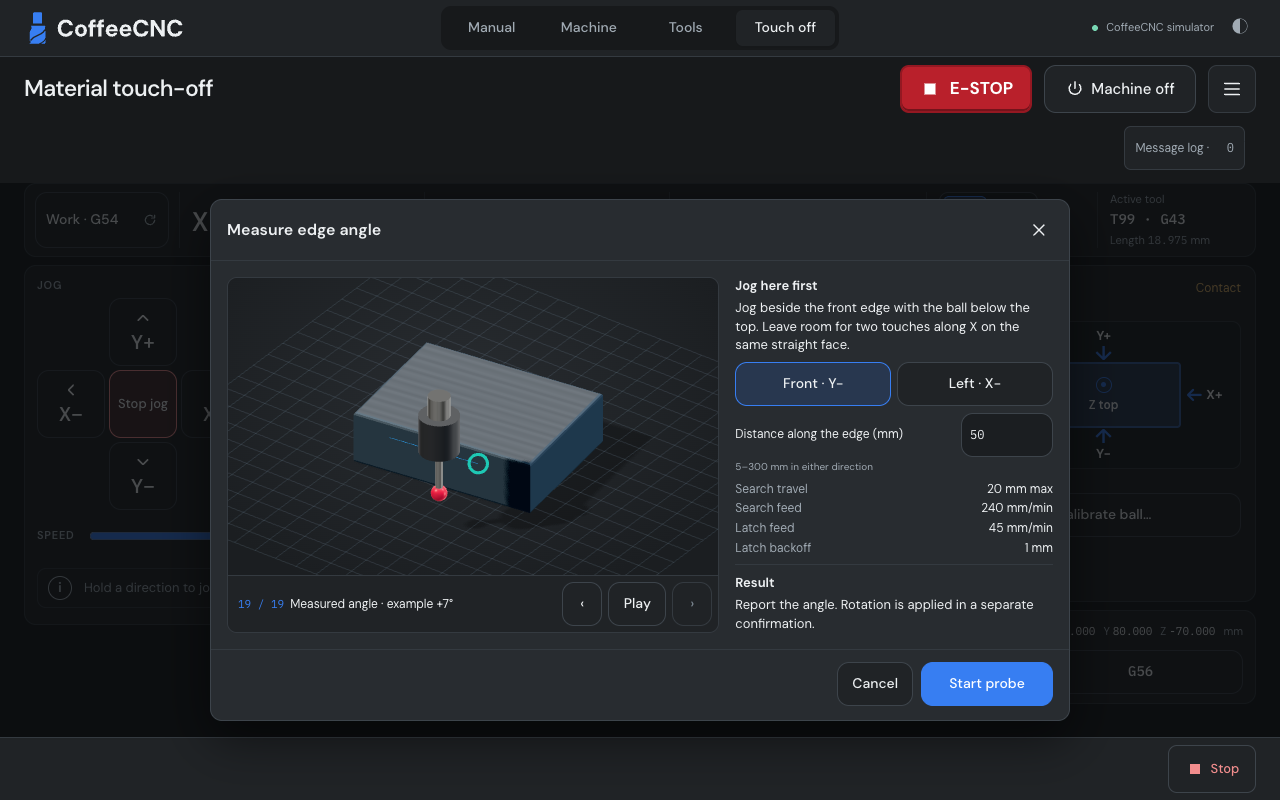 CoffeeCNC
Manual
Machine
Tools
Touch off
CoffeeCNC simulator
Material touch-off
E-STOP
Machine off
Message log · 0
Work · G54
X
Active tool
T99 · G43
Length 18.975 mm
JOG
Y+
X−
Stop jog
X
Y−
SPEED
i
Hold a direction to jo
Measure edge angle
Jog here first
Jog beside the front edge with the ball below the
top. Leave room for two touches along X on the
same straight face.
Front · Y−
Left · X−
Distance along the edge (mm)
50
5–300 mm in either direction
Search travel 20 mm max
Search feed 240 mm/min
Latch feed 45 mm/min
Latch backoff 1 mm
Result
Report the angle. Rotation is applied in a separate
confirmation.
19 / 19 Measured angle · example +7°
‹
Play
›
Cancel
Start probe
Contact
Y+
Z top
X+
Y−
alibrate ball...
.000 Y 80.000 Z -70.000 mm
G56
Stop